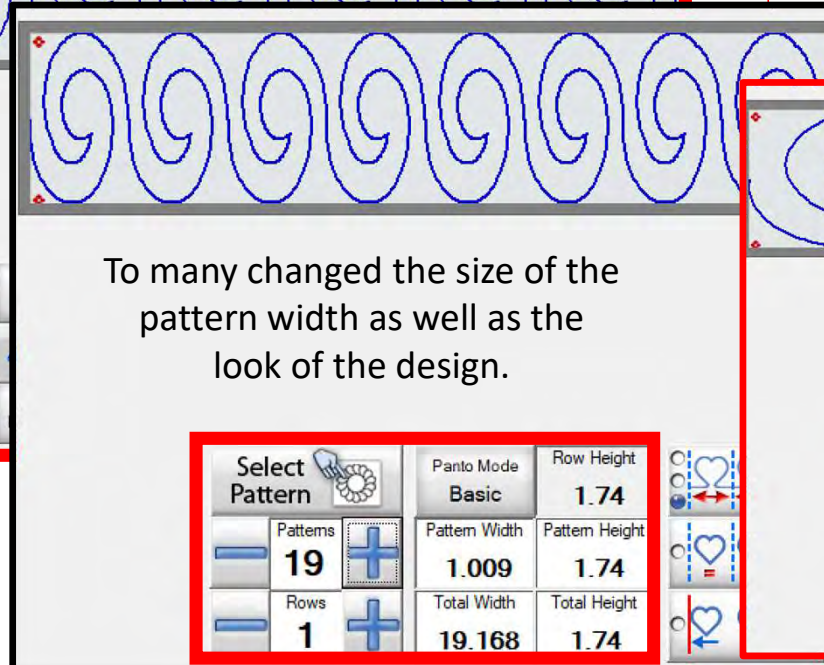 To many changed the size of the
pattern width as well as the
look of the design.
Select
Pattern
Panto Mode
Basic
Row Height
1.74
Patterns
19
Pattern Width
1.009
Pattern Height
1.74
Rows
1
Total Width
19.168
Total Height
1.74